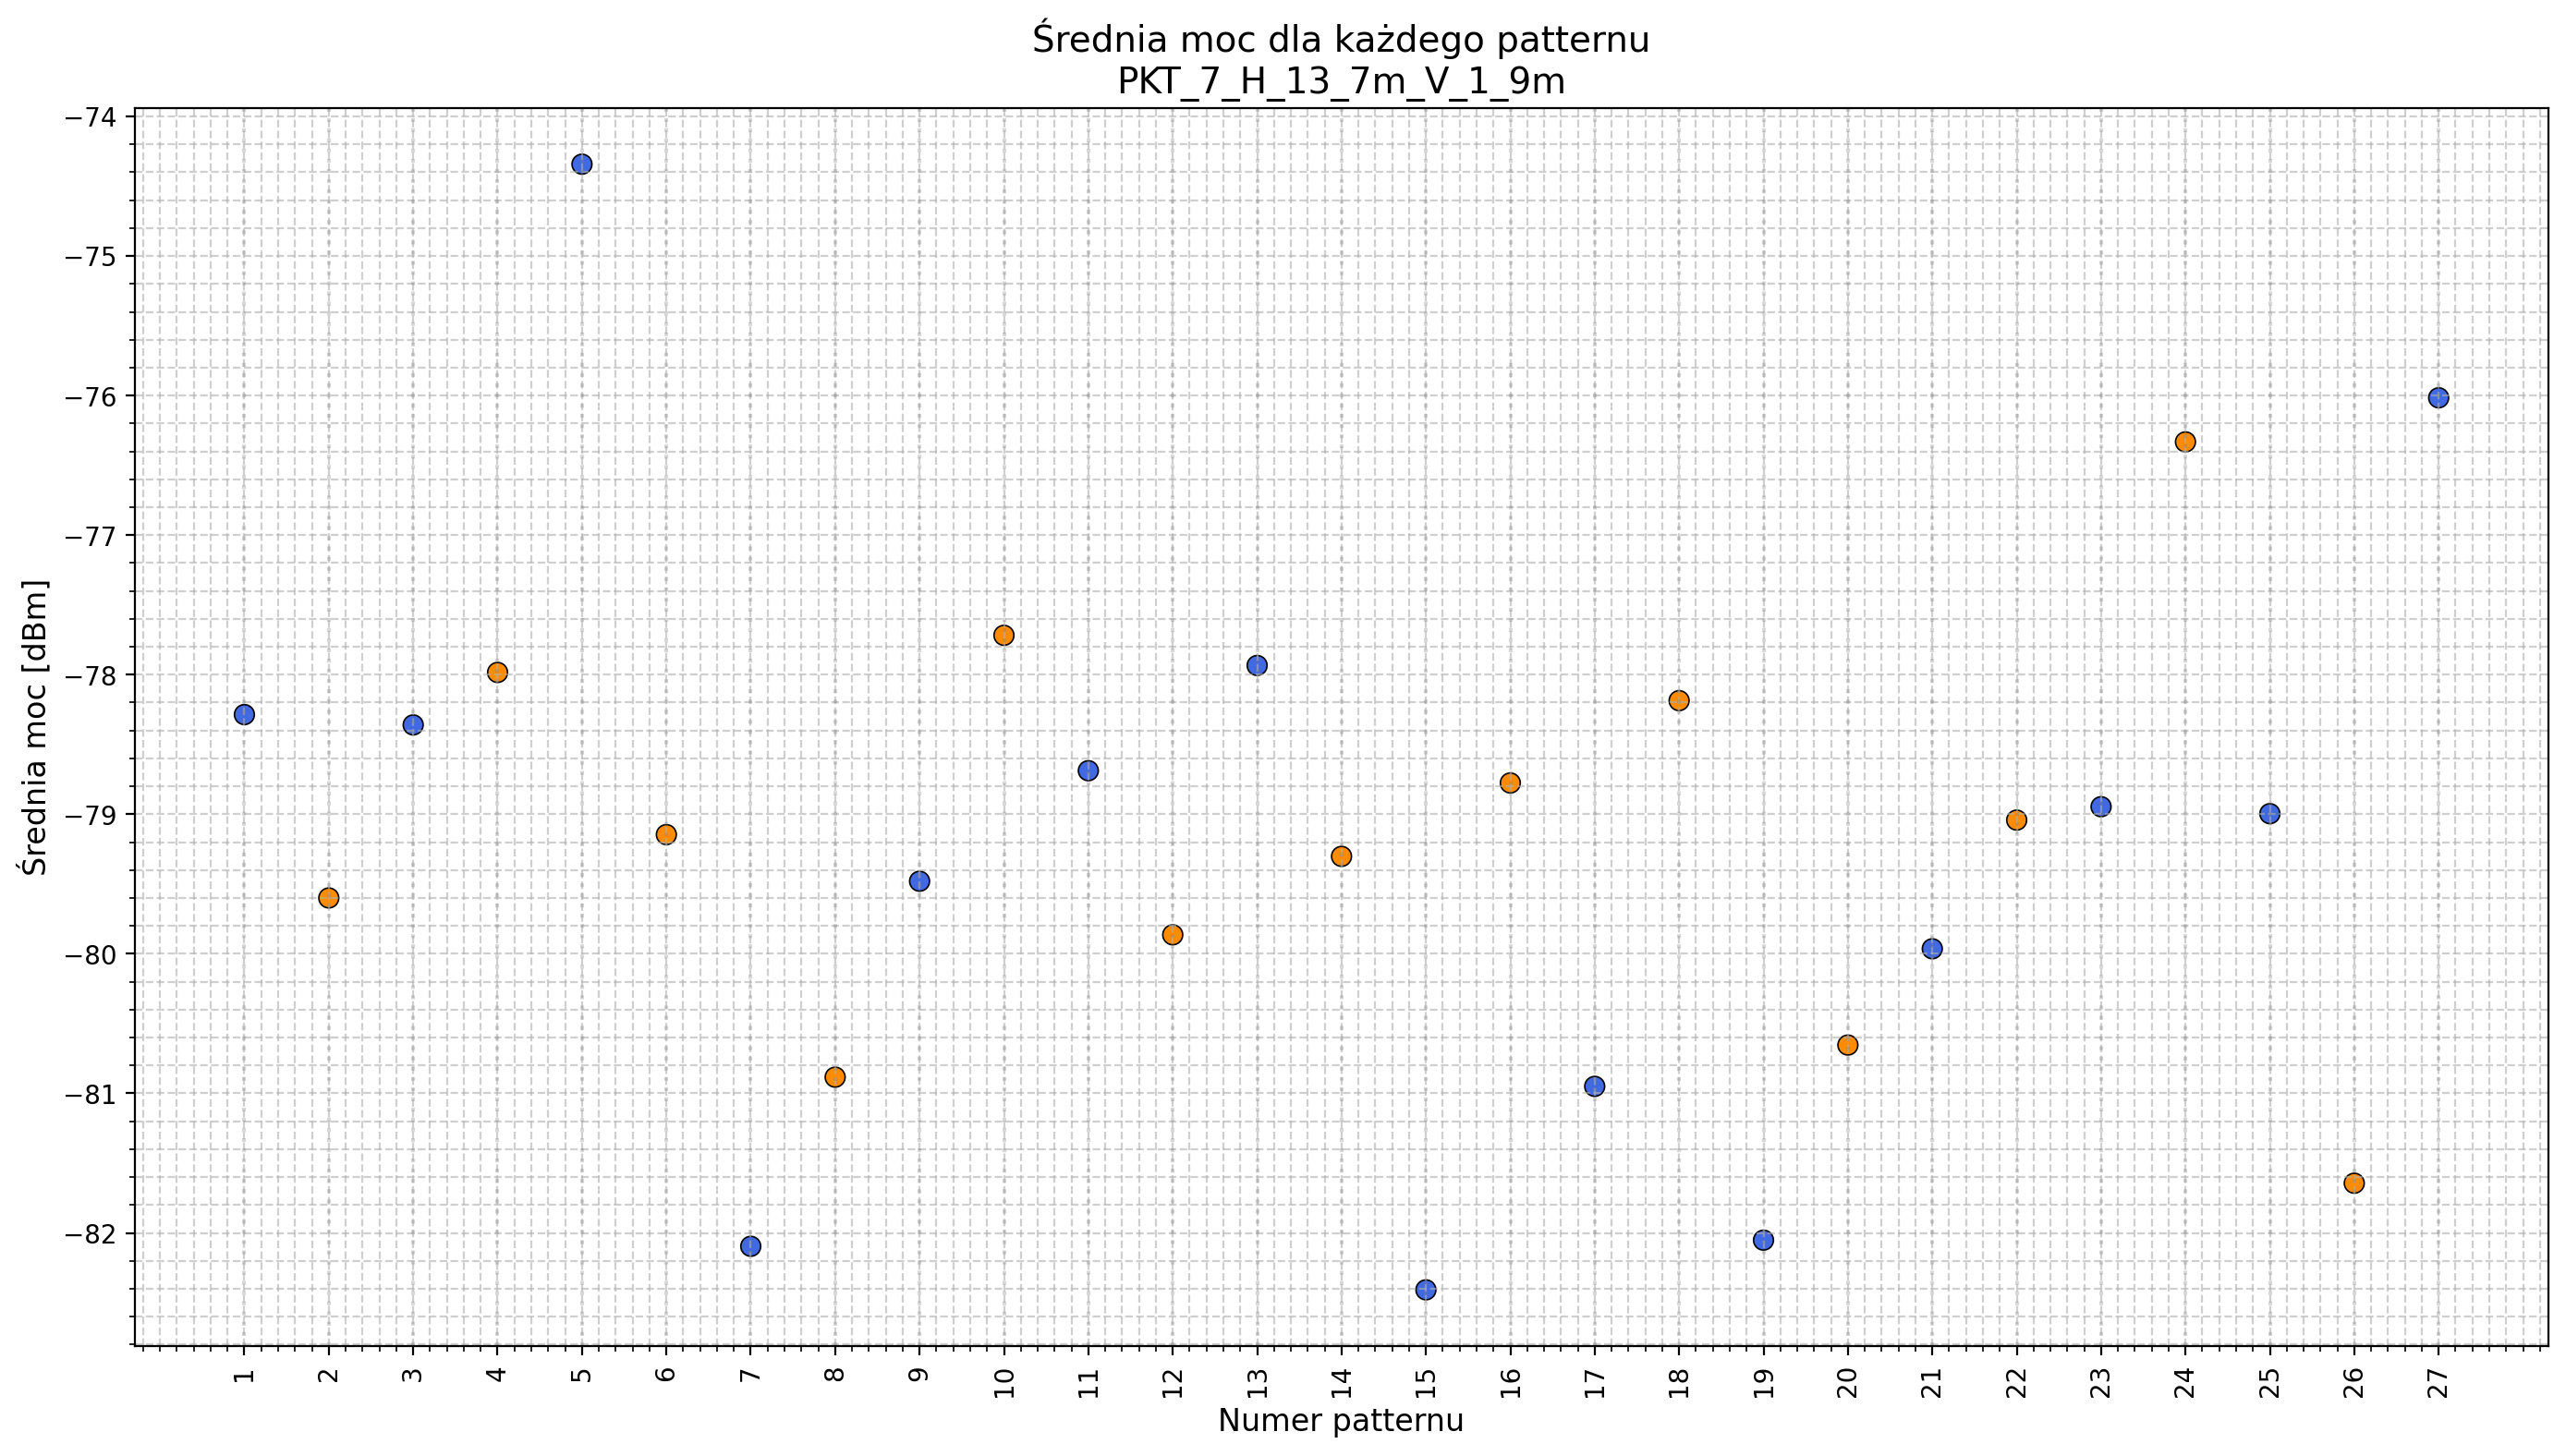 Średnia moc dla każdego patternu
PKT_7_H_13_7m_V_1_9m
Średnia moc [dBm]
−74
−75
−76
−77
−78
−79
−80
−81
−82
1 2 3 4 5 6 7 8 9 10 11 12 13 14 15 16 17 18 19 20 21 22 23 24 25 26 27
Numer patternu